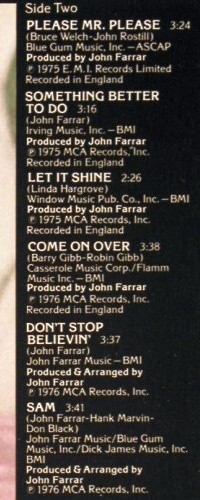 Side Two
PLEASE MR. PLEASE 3:24
(Bruce Welch-John Rostill)
Blue Gum Music, Inc. – ASCAP
Produced by John Farrar
℗ 1975 E.M.I. Records Limited
Recorded in England
SOMETHING BETTER
TO DO 3:16
(John Farrar)
Irving Music, Inc. – BMI
Produced by John Farrar
℗ 1975 MCA Records, Inc.
Recorded in England
LET IT SHINE 2:26
(Linda Hargrove)
Window Music Pub. Co., Inc. – BMI
Produced by John Farrar
℗ 1975 MCA Records, Inc.
Recorded in England
COME ON OVER 3:38
(Barry Gibb-Robin Gibb)
Casserole Music Corp./Flamm
Music Inc. – BMI
Produced by John Farrar
℗ 1976 MCA Records, Inc.
Recorded in England
DON'T STOP
BELIEVIN' 3:37
(John Farrar)
John Farrar Music – BMI
Produced & Arranged by
John Farrar
℗ 1976 MCA Records, Inc.
SAM 3:41
(John Farrar-Hank Marvin-
Don Black)
John Farrar Music/Blue Gum
Music, Inc./Dick James Music, Inc.
BMI
Produced & Arranged by
John Farrar
℗ 1976 MCA Records, Inc.